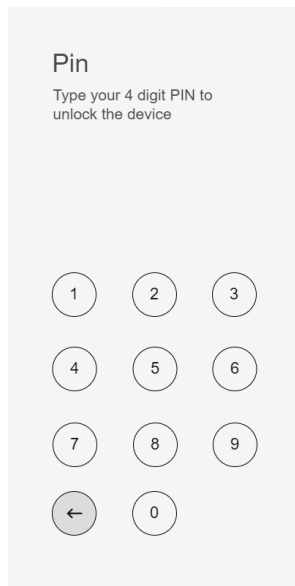 Pin
Type your 4 digit PIN to
unlock the device
1 2 3
4 5 6
7 8 9
← 0